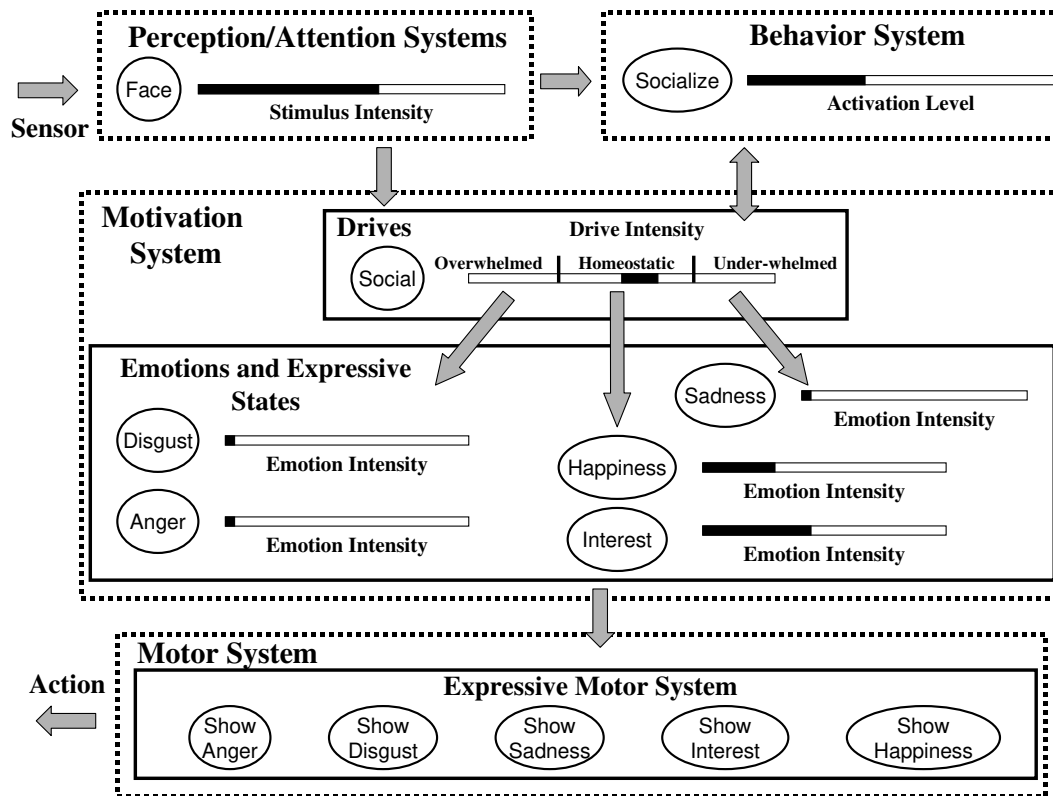 Perception/Attention Systems
Face
Stimulus Intensity
Sensor
Behavior System
Socialize
Activation Level
Motivation
System
Drives
Drive Intensity
Social
Overwhelmed
Homeostatic
Under-whelmed
Emotions and Expressive
States
Disgust
Emotion Intensity
Anger
Emotion Intensity
Sadness
Emotion Intensity
Happiness
Emotion Intensity
Interest
Emotion Intensity
Motor System
Action
Expressive Motor System
Show
Anger
Show
Disgust
Show
Sadness
Show
Interest
Show
Happiness